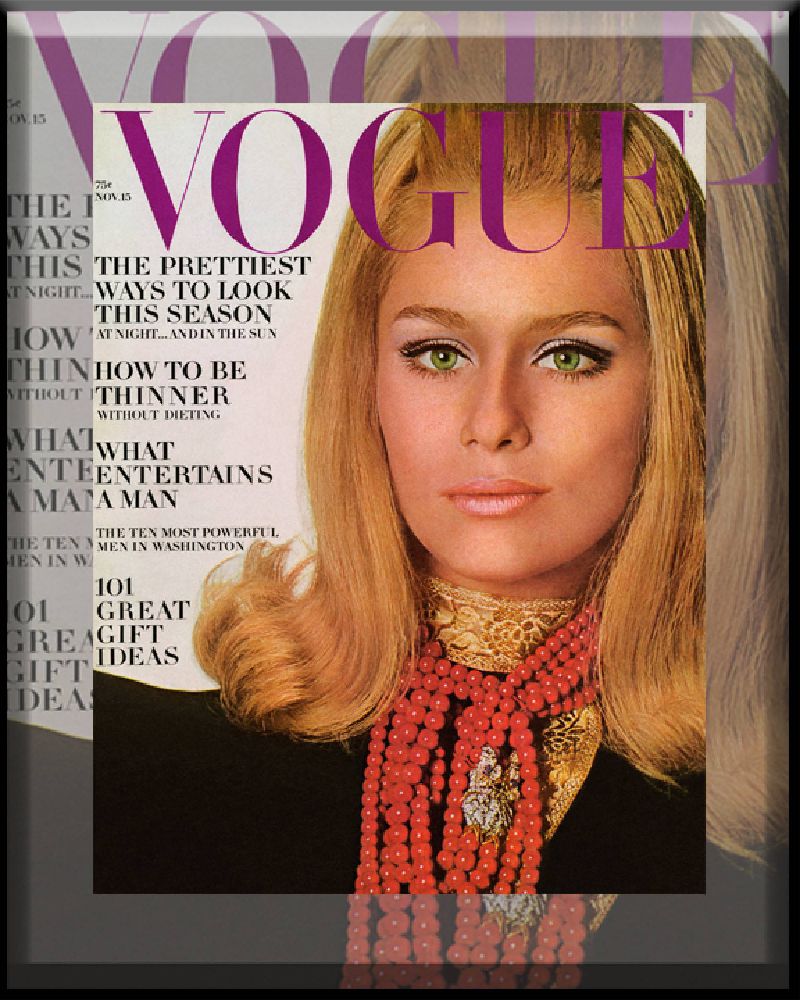 VOGUE
75¢
NOV.15
THE PRETTIEST
WAYS TO LOOK
THIS SEASON
AT NIGHT...AND IN THE SUN
HOW TO BE
THINNER
WITHOUT DIETING
WHAT
ENTERTAINS
A MAN
THE TEN MOST POWERFUL
MEN IN WASHINGTON
101
GREAT
GIFT
IDEAS